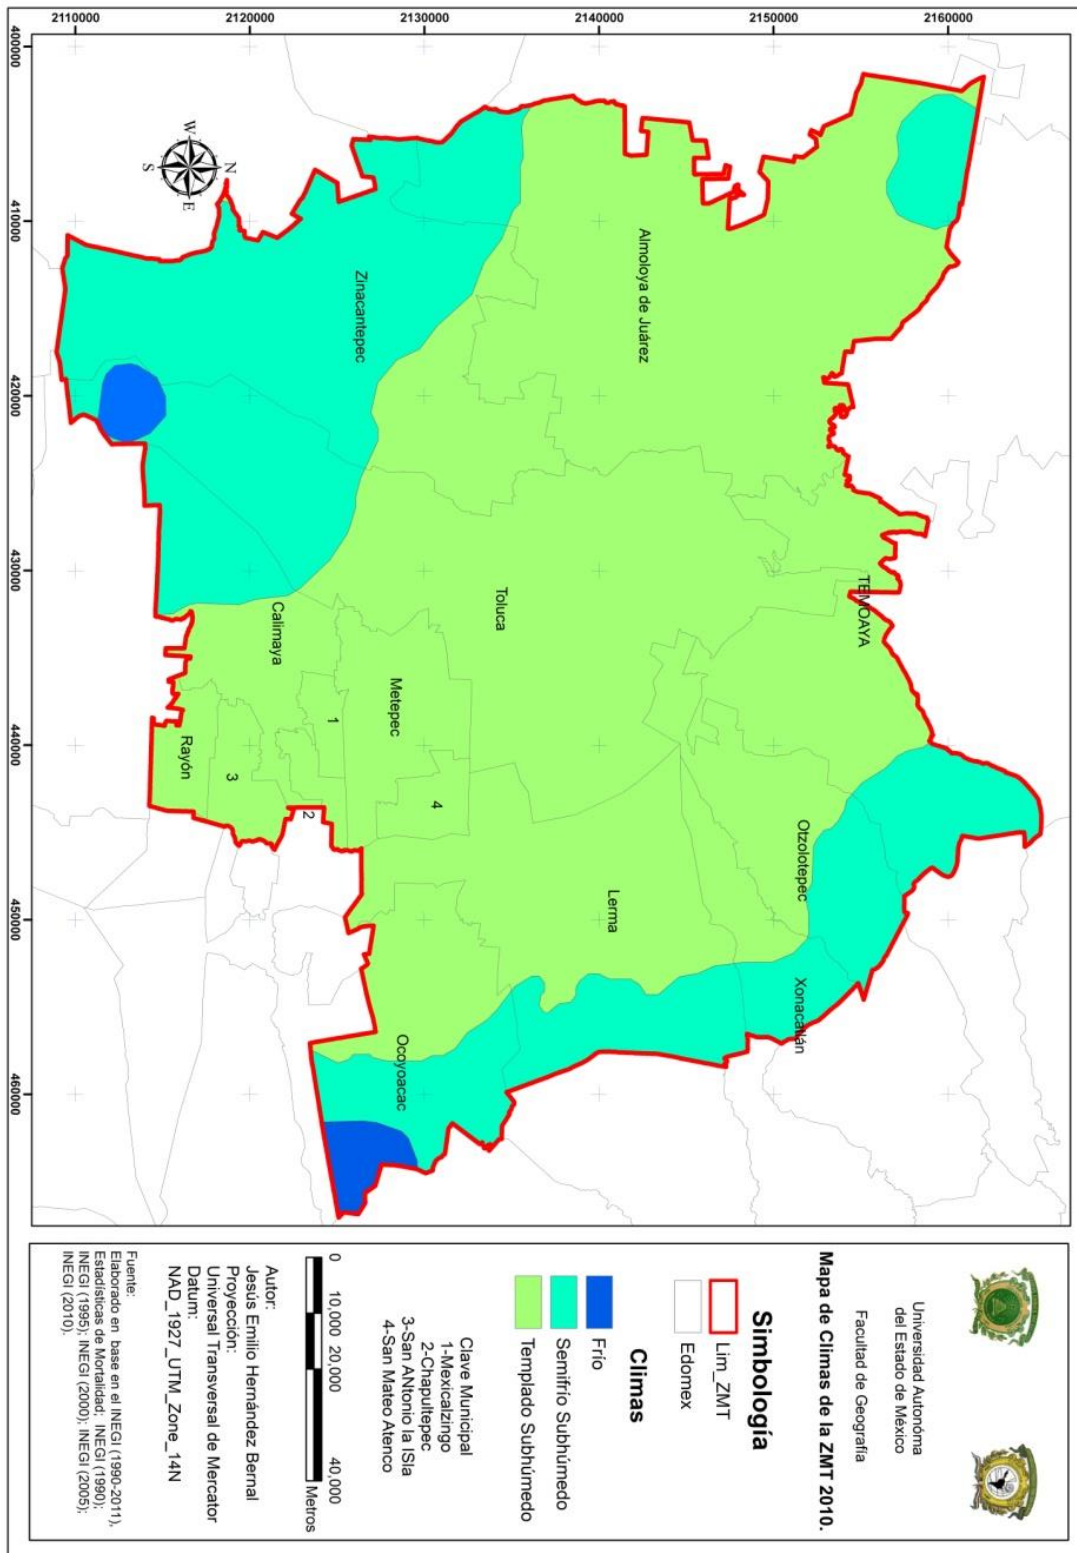 2110000
2120000
2130000
2140000
2150000
2160000
400000
410000
420000
430000
440000
450000
460000
N
W
E
S
Almoloya de Juárez
Zinacantepec
TEMOAYA
Toluca
Calimaya
Metepec
1
Rayón
3
4
2
Otzolotepec
Lerma
Xonacatlán
Ocoyoacac
Universidad Autonóma
del Estado de México
Facultad de Geografía
Mapa de Climas de la ZMT 2010.
Simbología
Lim_ZMT
Edomex
Climas
Frío
Semifrío Subhúmedo
Templado Subhúmedo
Clave Municipal
1-Mexicalzingo
2-Chapultepec
3-San ANtonio la ISla
4-San Mateo Atenco
0 10,000 20,000 40,000
Metros
Autor:
Jesús Emilio Hernández Bernal
Proyección:
Universal Transversal de Mercator
Datum:
NAD_1927_UTM_Zone_14N
Fuente:
Elaborado en base en el INEGI (1990-2011),
Estadísticas de Mortalidad; INEGI (1990);
INEGI (1995); INEGI (2000); INEGI (2005);
INEGI (2010);